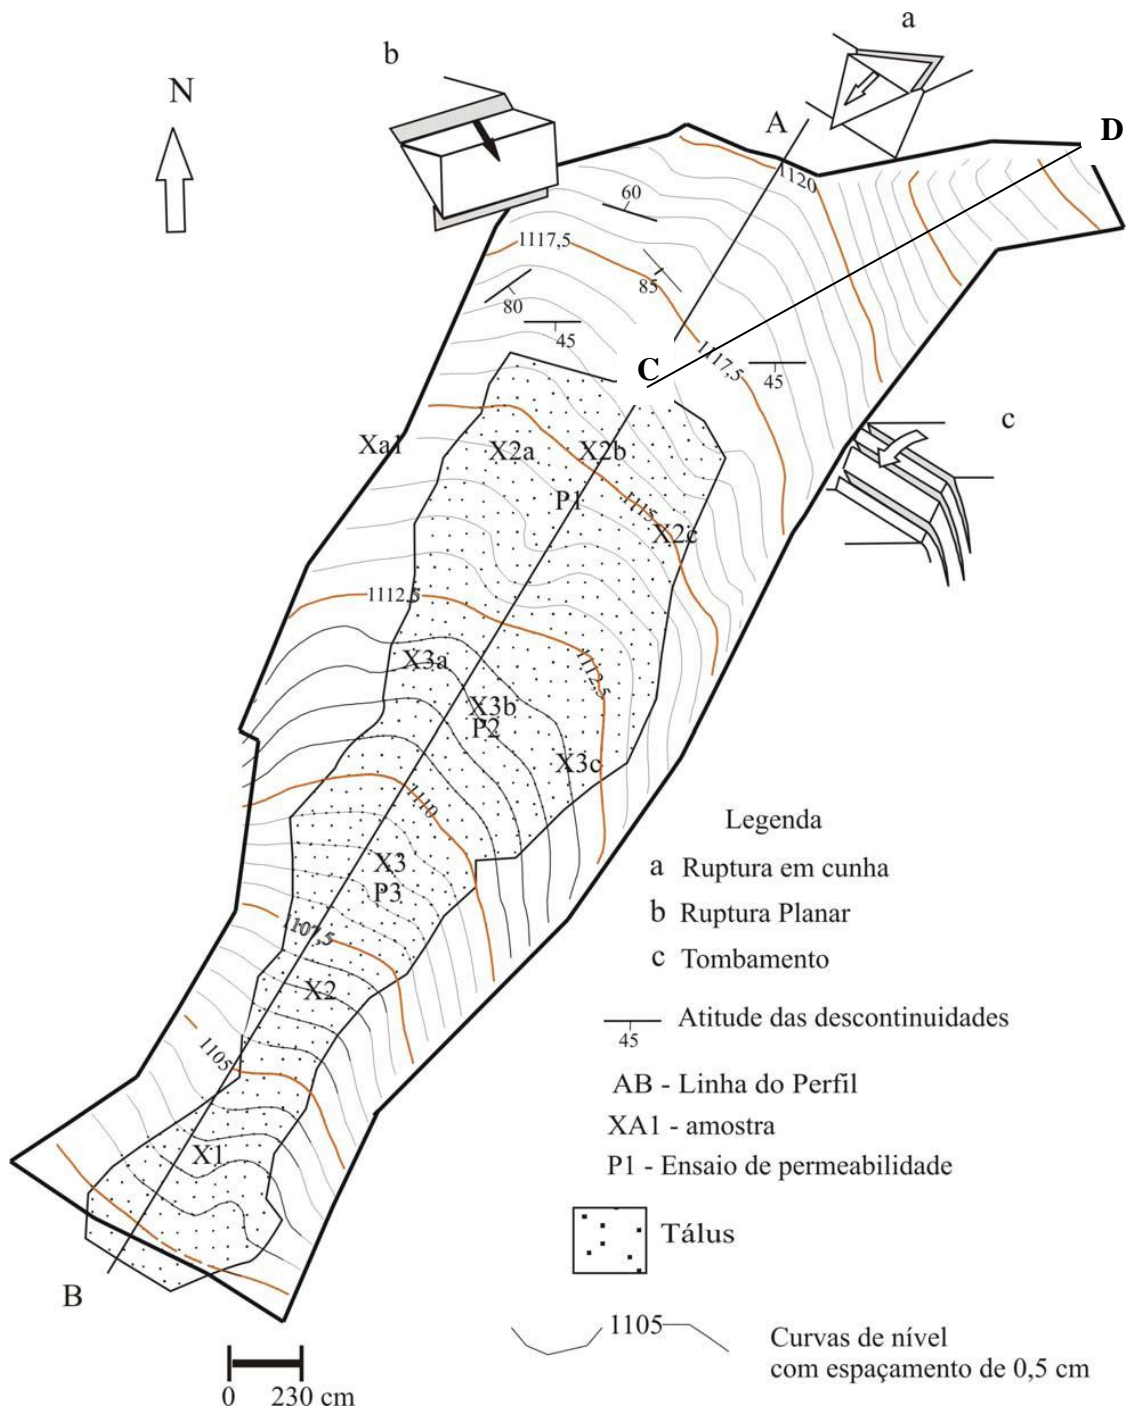 a
b
N
A
D
1120
60
1117,5
85
80
45
C
1117,5
45
c
Xa1
X2a
X2b
P1
1115
X2c
1112,5
X3a
1112,5
X3b
P2
X3c
1110
Legenda
X3
a Ruptura em cunha
P3
b Ruptura Planar
1107,5
c Tombamento
X2
45 Atitude das descontinuidades
1105
AB - Linha do Perfil
XA1 - amostra
X1
P1 - Ensaio de permeabilidade
Tálus
B
1105
Curvas de nível
com espaçamento de 0,5 cm
0 230 cm